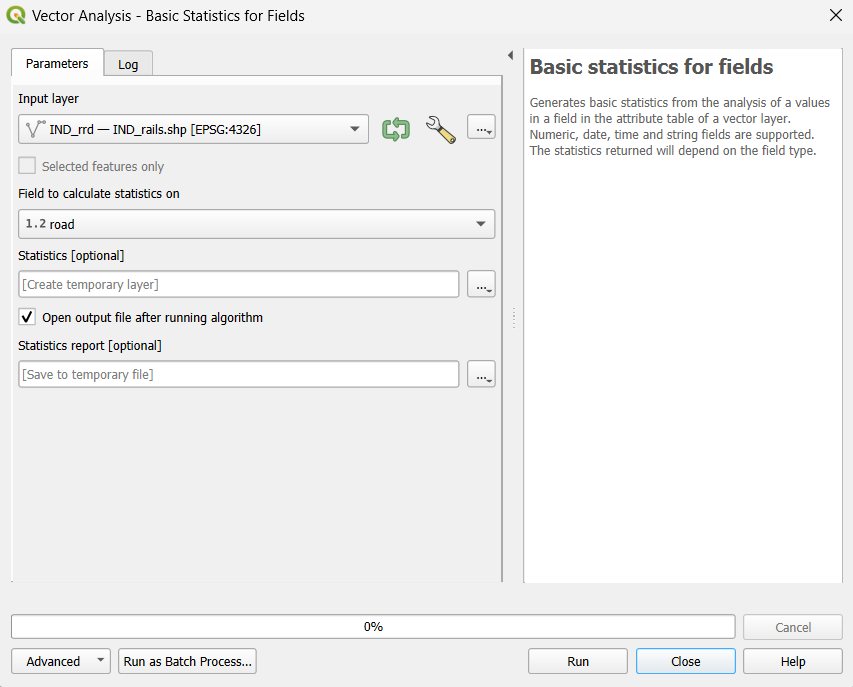 Vector Analysis - Basic Statistics for Fields
Parameters
Log
Input layer
IND_rrd — IND_rails.shp [EPSG:4326]
...
Selected features only
Field to calculate statistics on
1.2 road
Statistics [optional]
[Create temporary layer]
...
Open output file after running algorithm
Statistics report [optional]
[Save to temporary file]
...
Basic statistics for fields
Generates basic statistics from the analysis of a values
in a field in the attribute table of a vector layer.
Numeric, date, time and string fields are supported.
The statistics returned will depend on the field type.
0%
Cancel
Advanced
Run as Batch Process...
Run
Close
Help